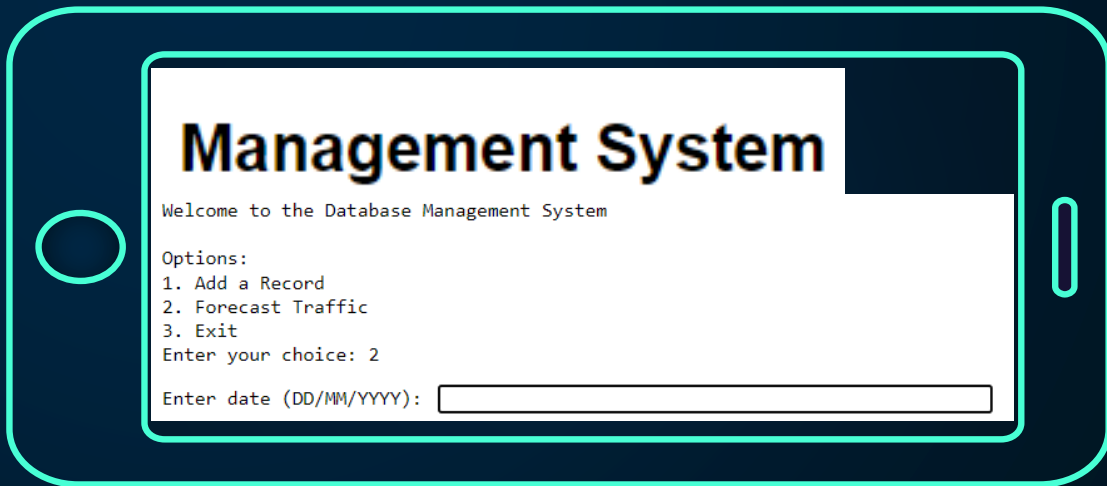 Management System
Welcome to the Database Management System
Options:
1. Add a Record
2. Forecast Traffic
3. Exit
Enter your choice: 2
Enter date (DD/MM/YYYY):